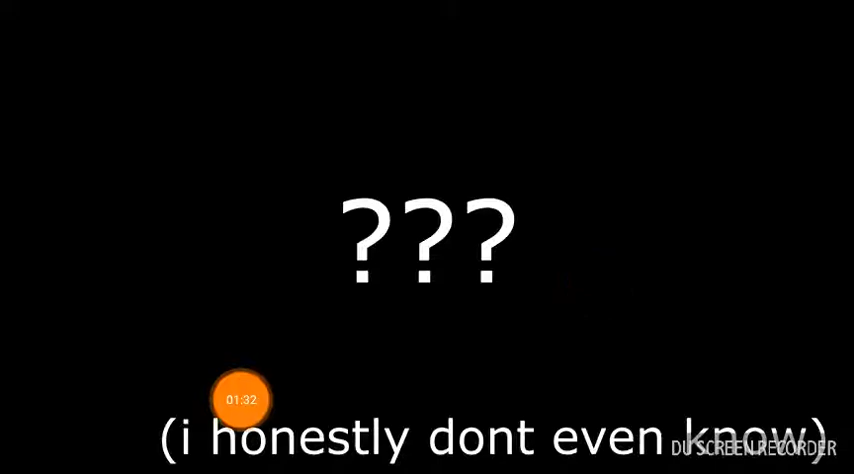 ???
01:32
(i honestly dont even know)
DU SCREEN RECORDER